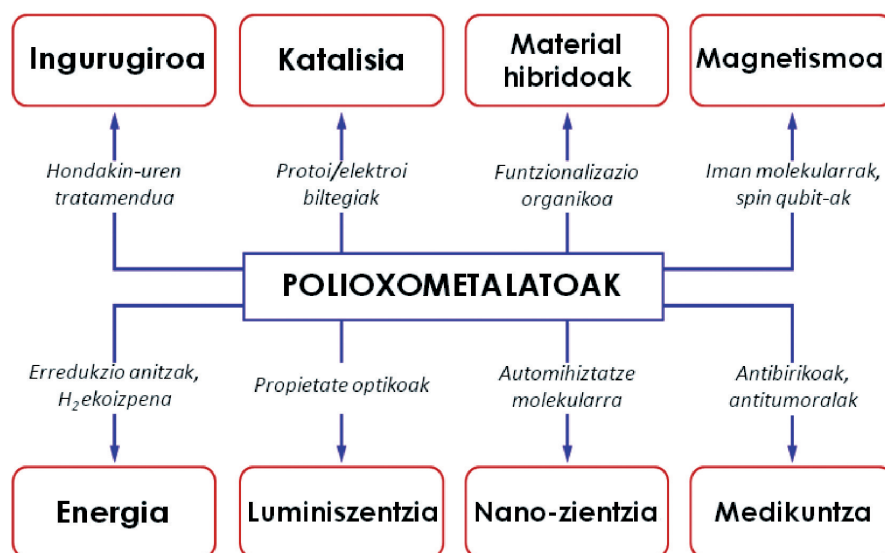 Ingurugiroa
Katalisia
Material
hibridoak
Magnetismoa
Hondakin-uren
tratamendua
Protoi/elektroi
biltegiak
Funtzionalizazio
organikoa
Iman molekularrak,
spin qubit-ak
POLIOXOMETALATOAK
Erredukzio anitzak,
H₂ ekoizpena
Propietate optikoak
Automihiztatze
molekularra
Antibirikoak,
antitumoralak
Energia
Luminiszentzia
Nano-zientzia
Medikuntza